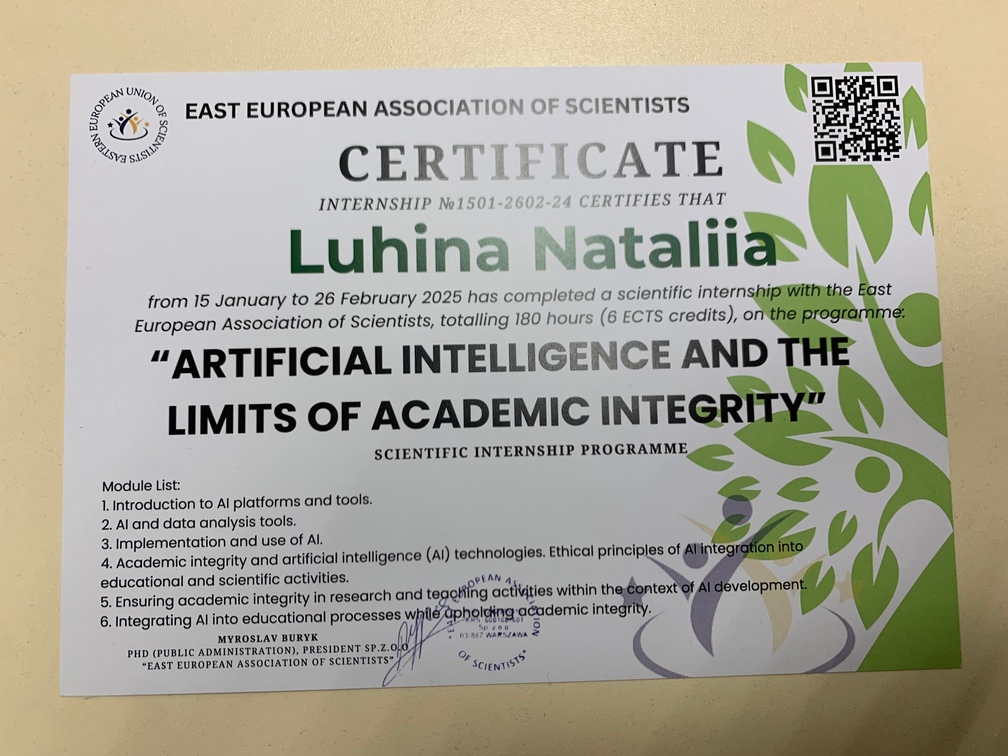 EASTERN EUROPEAN UNION OF SCIENTISTS
EAST EUROPEAN ASSOCIATION OF SCIENTISTS
CERTIFICATE
INTERNSHIP №1501-2602-24 CERTIFIES THAT
Luhina Nataliia
from 15 January to 26 February 2025 has completed a scientific internship with the East
European Association of Scientists, totalling 180 hours (6 ECTS credits), on the programme:
“ARTIFICIAL INTELLIGENCE AND THE
LIMITS OF ACADEMIC INTEGRITY”
SCIENTIFIC INTERNSHIP PROGRAMME
Module List:
1. Introduction to AI platforms and tools.
2. AI and data analysis tools.
3. Implementation and use of AI.
4. Academic integrity and artificial intelligence (AI) technologies. Ethical principles of AI integration into
educational and scientific activities.
5. Ensuring academic integrity in research and teaching activities within the context of AI development.
6. Integrating AI into educational processes while upholding academic integrity.
MYROSLAV BURYK
PHD (PUBLIC ADMINISTRATION), PRESIDENT SP.Z.O.O
“EAST EUROPEAN ASSOCIATION OF SCIENTISTS”
EUROPEAN
KRS
Sp z o o
WARSZAWA
OF SCIENTISTS